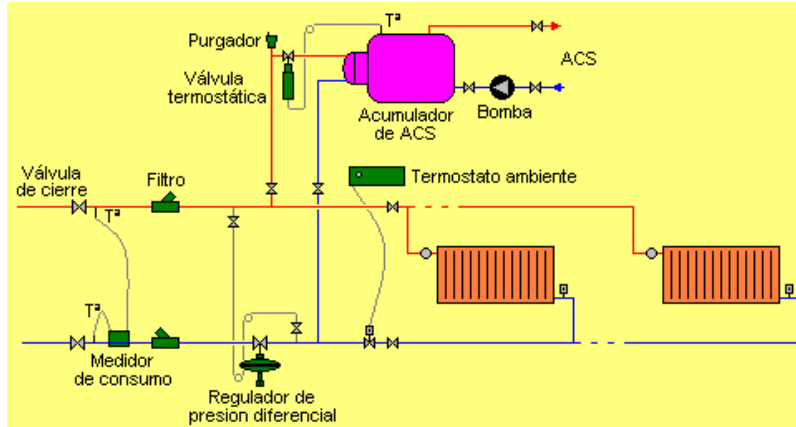 Tª
Purgador
ACS
Válvula
termostática
Acumulador
de ACS
Bomba
Válvula
de cierre
Filtro
Termostato ambiente
Tª
Tª
Medidor
de consumo
Regulador de
presion diferencial